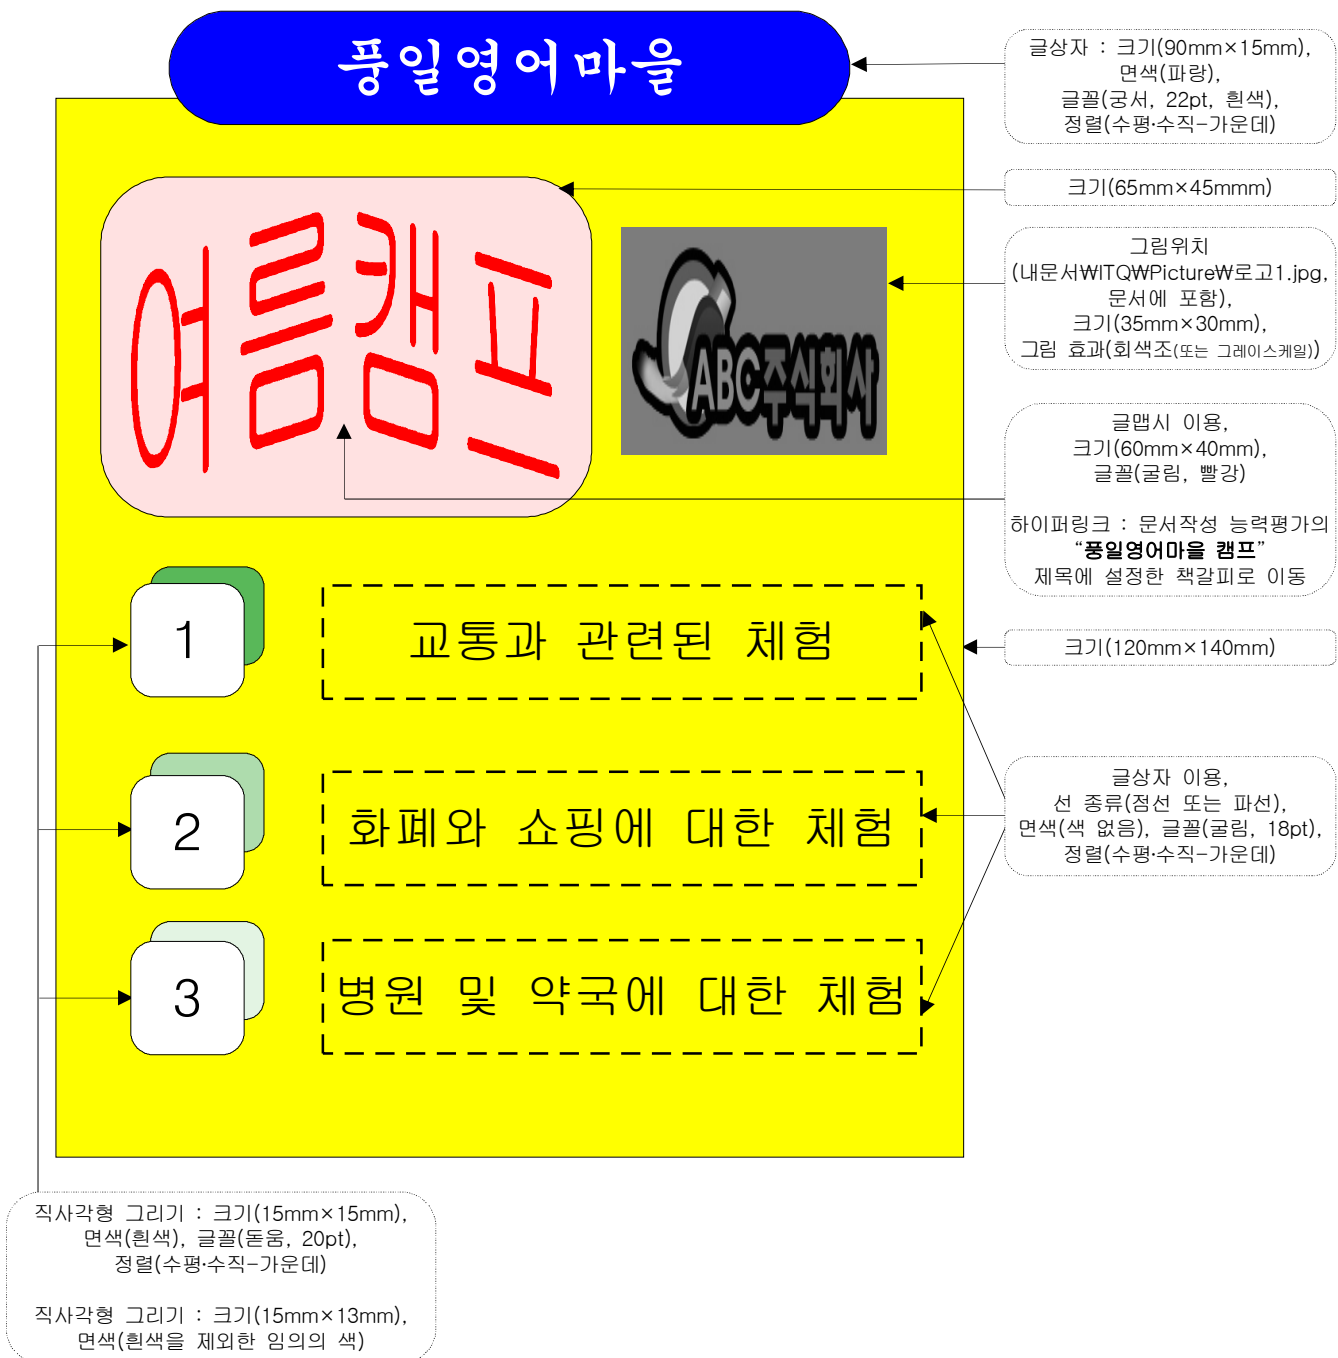 풍일영어마을
글상자 : 크기(90mm×15mm),
면색(파랑),
글꼴(궁서, 22pt, 흰색),
정렬(수평·수직-가운데)
크기(65mm×45mmm)
여름캠프
ABC주식회사
그림위치
(내문서₩ITQ₩Picture₩로고1.jpg,
문서에 포함),
크기(35mm×30mm),
그림 효과(회색조(또는 그레이스케일))
글맵시 이용,
크기(60mm×40mm),
글꼴(굴림, 빨강)
하이퍼링크 : 문서작성 능력평가의
“풍일영어마을 캠프”
제목에 설정한 책갈피로 이동
1
교통과 관련된 체험
크기(120mm×140mm)
2
화폐와 쇼핑에 대한 체험
글상자 이용,
선 종류(점선 또는 파선),
면색(색 없음), 글꼴(굴림, 18pt),
정렬(수평·수직-가운데)
3
병원 및 약국에 대한 체험
직사각형 그리기 : 크기(15mm×15mm),
면색(흰색), 글꼴(돋움, 20pt),
정렬(수평·수직-가운데)
직사각형 그리기 : 크기(15mm×13mm),
면색(흰색을 제외한 임의의 색)